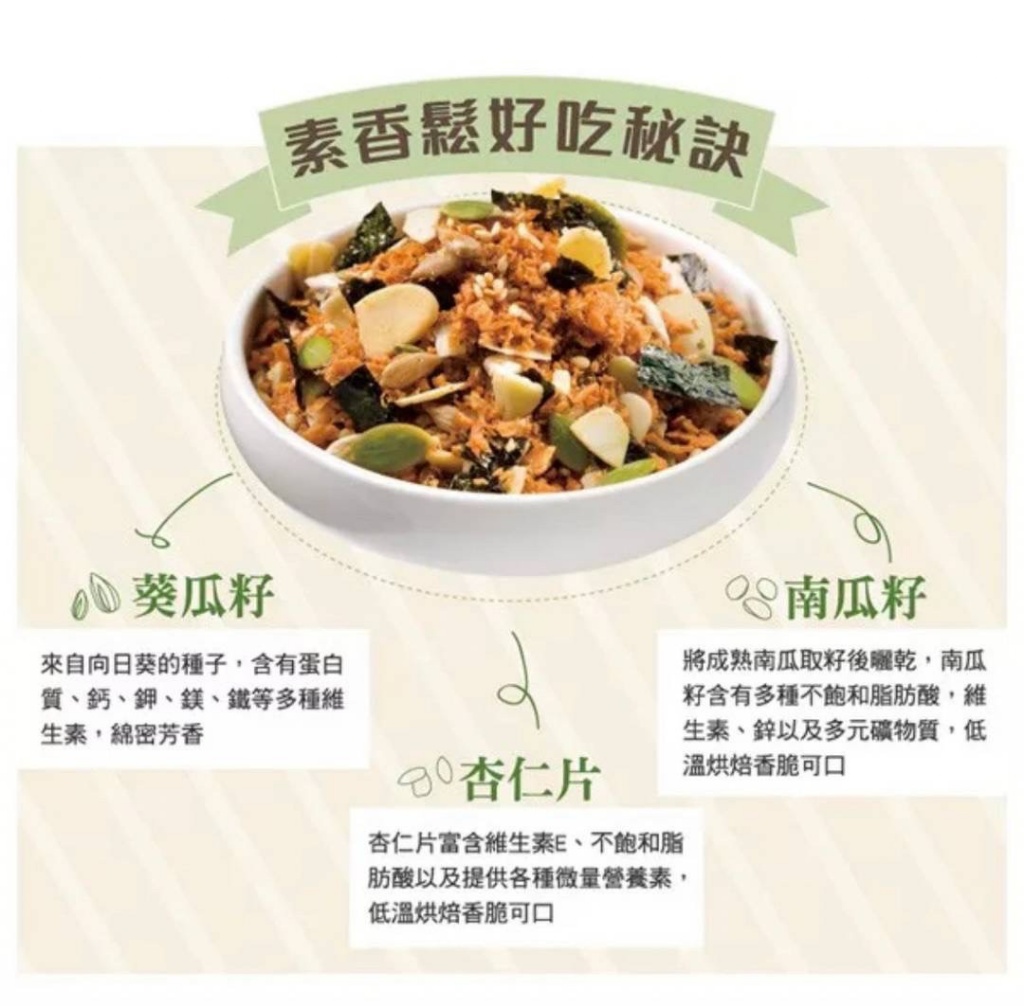 素香鬆好吃秘訣
葵瓜籽
來自向日葵的種子，含有蛋白
質、鈣、鉀、鎂、鐵等多種維
生素，綿密芳香
南瓜籽
將成熟南瓜取籽後曬乾，南瓜
籽含有多種不飽和脂肪酸，維
生素、鋅以及多元礦物質，低
溫烘焙香脆可口
杏仁片
杏仁片富含維生素E、不飽和脂
肪酸以及提供各種微量營養素，
低溫烘焙香脆可口